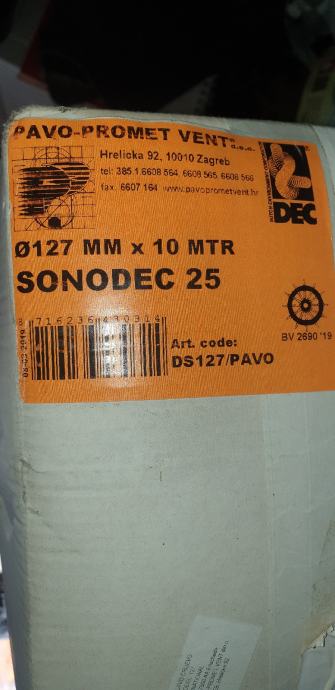 PAVO-PROMET VENT d.o.o.
Hrelicka 92, 10010 Zagreb
tel: 385.1.6608 564, 6608 565, 6608 566
fax. 6607 164 www.pavoprometvent.hr
DEC
Ø127 MM x 10 MTR
SONODEC 25
BV 2690 '19
Art. code:
DS127/PAVO